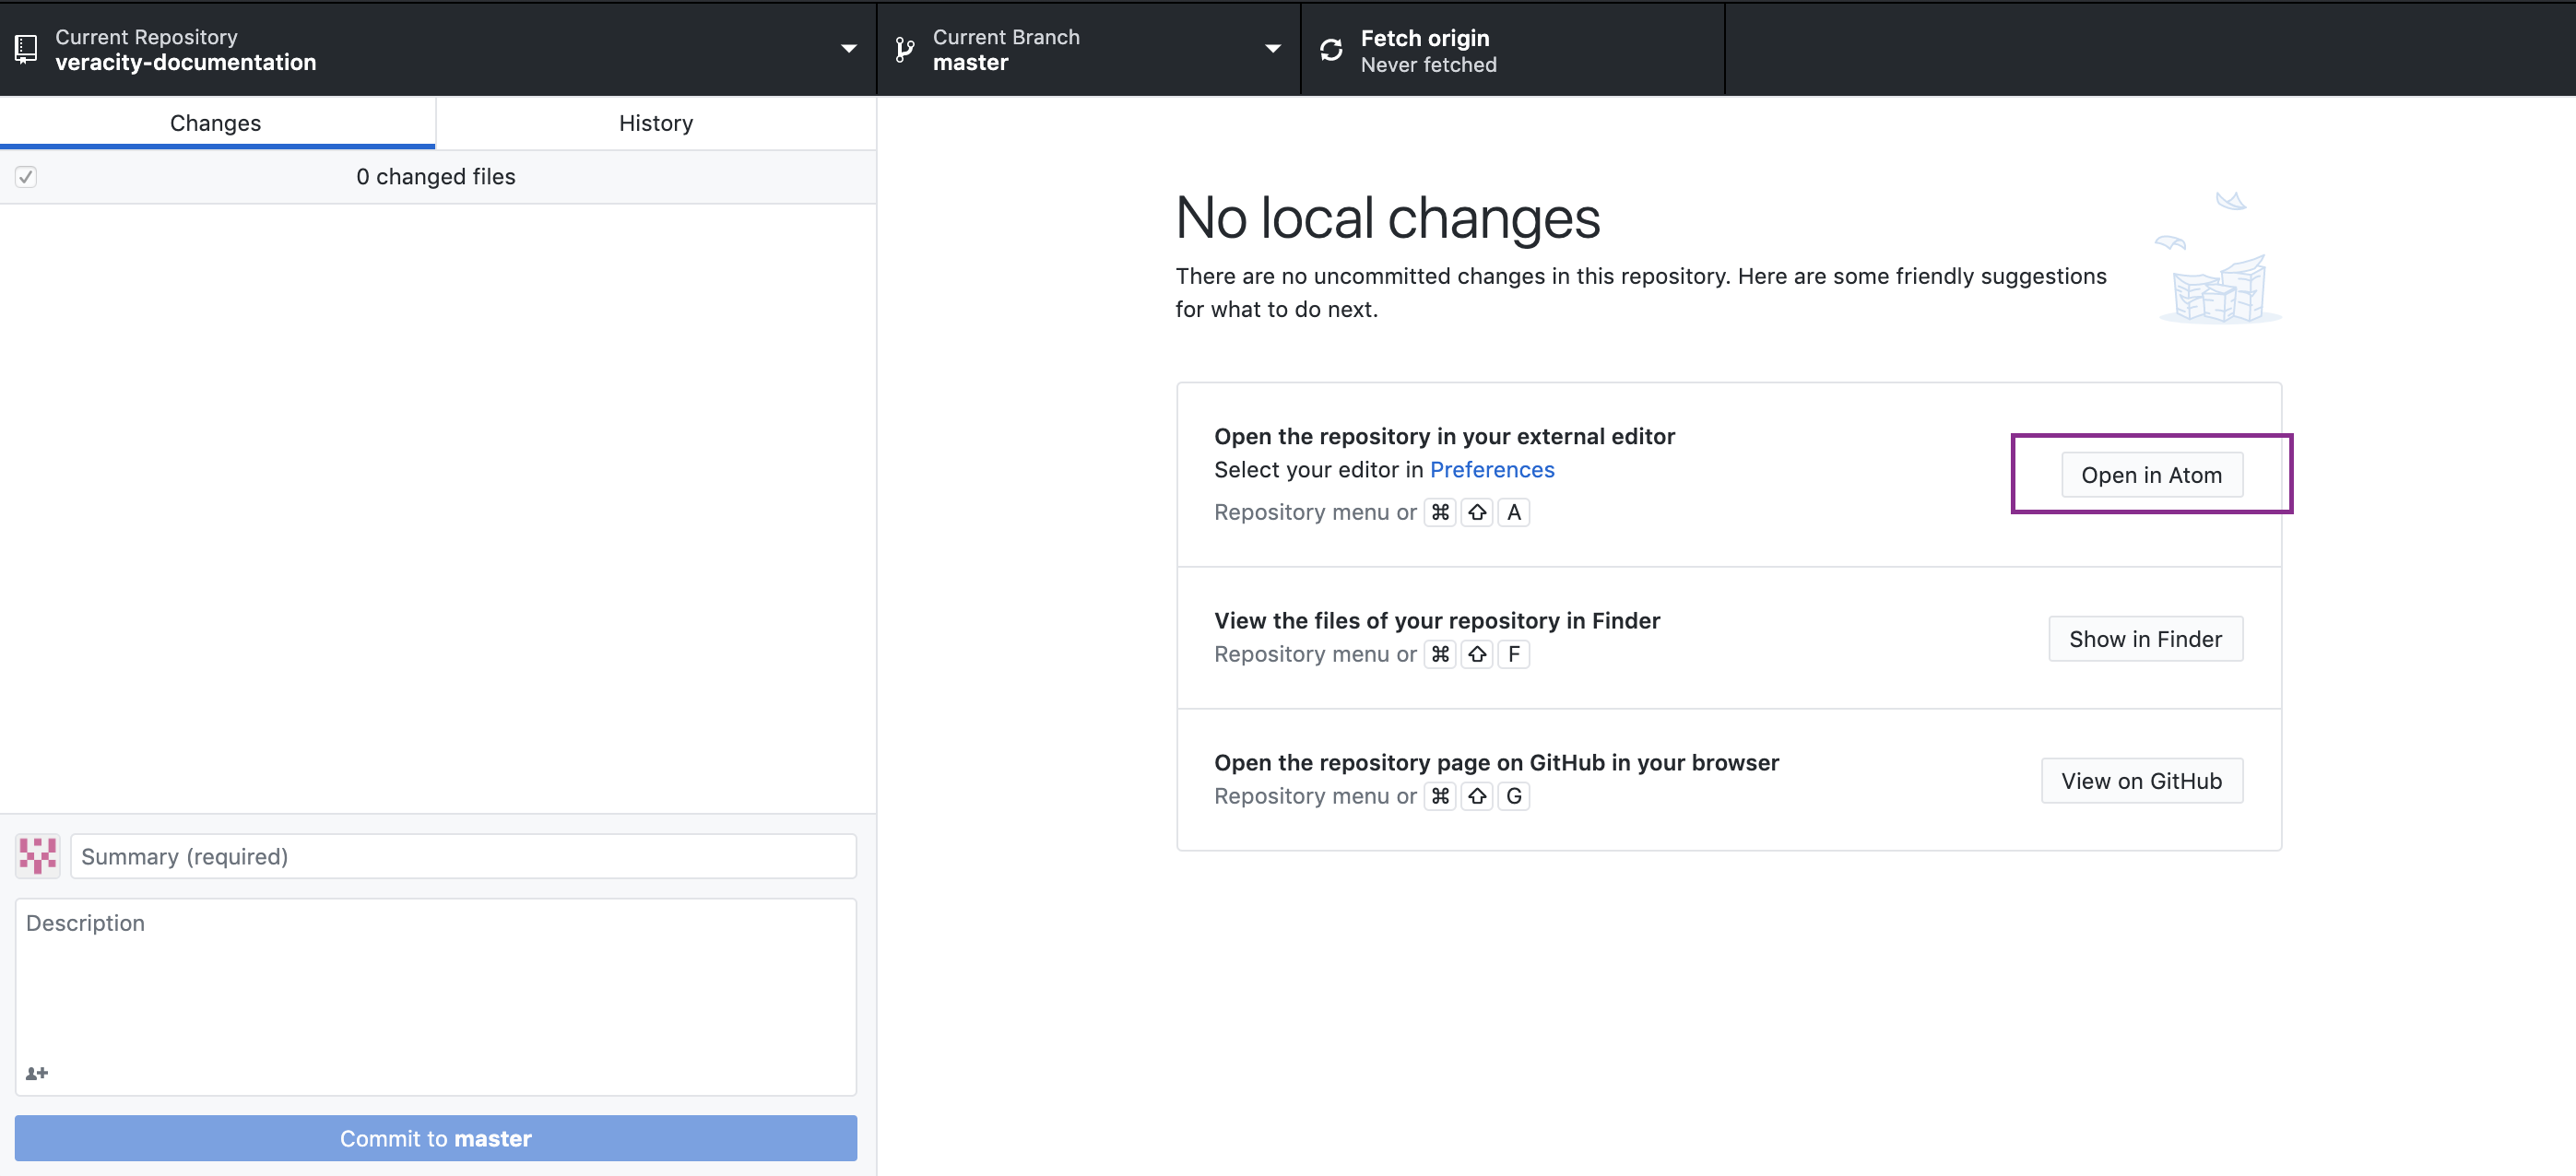 Current Repository
veracity-documentation
Current Branch
master
Fetch origin
Never fetched
Changes
History
0 changed files
No local changes
There are no uncommitted changes in this repository. Here are some friendly suggestions
for what to do next.
Open the repository in your external editor
Select your editor in Preferences
Repository menu or ⌘ ⇧ A
Open in Atom
View the files of your repository in Finder
Repository menu or ⌘ ⇧ F
Show in Finder
Open the repository page on GitHub in your browser
Repository menu or ⌘ ⇧ G
View on GitHub
Summary (required)
Description
Commit to master